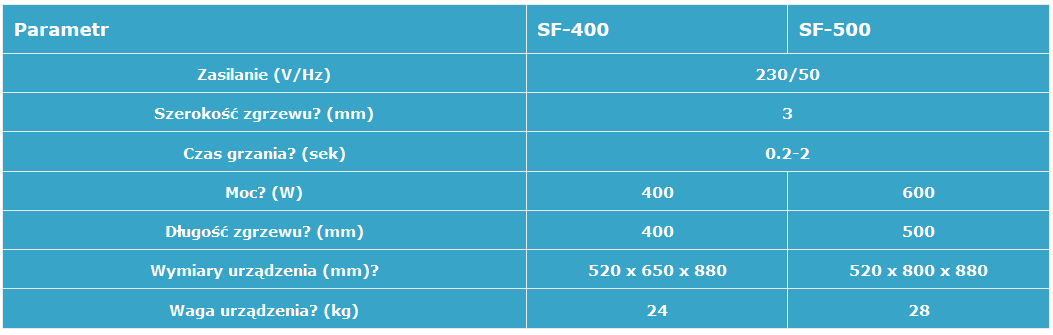 Parametr SF-400 SF-500
Zasilanie (V/Hz) 230/50
Szerokość zgrzewu? (mm) 3
Czas grzania? (sek) 0.2-2
Moc? (W) 400 600
Długość zgrzewu? (mm) 400 500
Wymiary urządzenia (mm)? 520 x 650 x 880 520 x 800 x 880
Waga urządzenia? (kg) 24 28